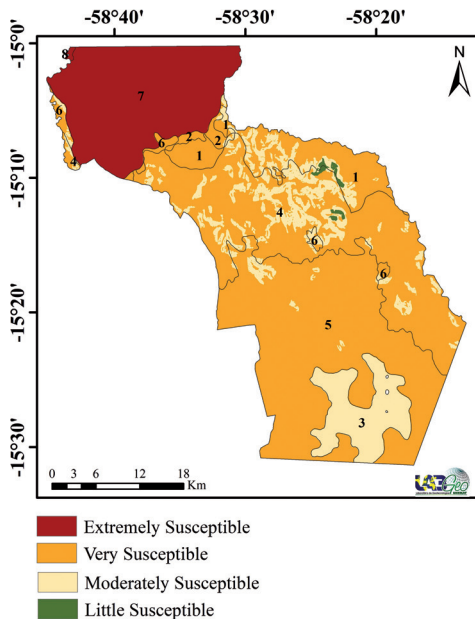 -58°40' -58°30' -58°20'
-15°0'
-15°10'
-15°20'
-15°30'
N
8
6
7
1
2
6
2
4
1
1
4
6
6
5
3
0 3 6 12 18
Km
Extremely Susceptible
Very Susceptible
Moderately Susceptible
Little Susceptible